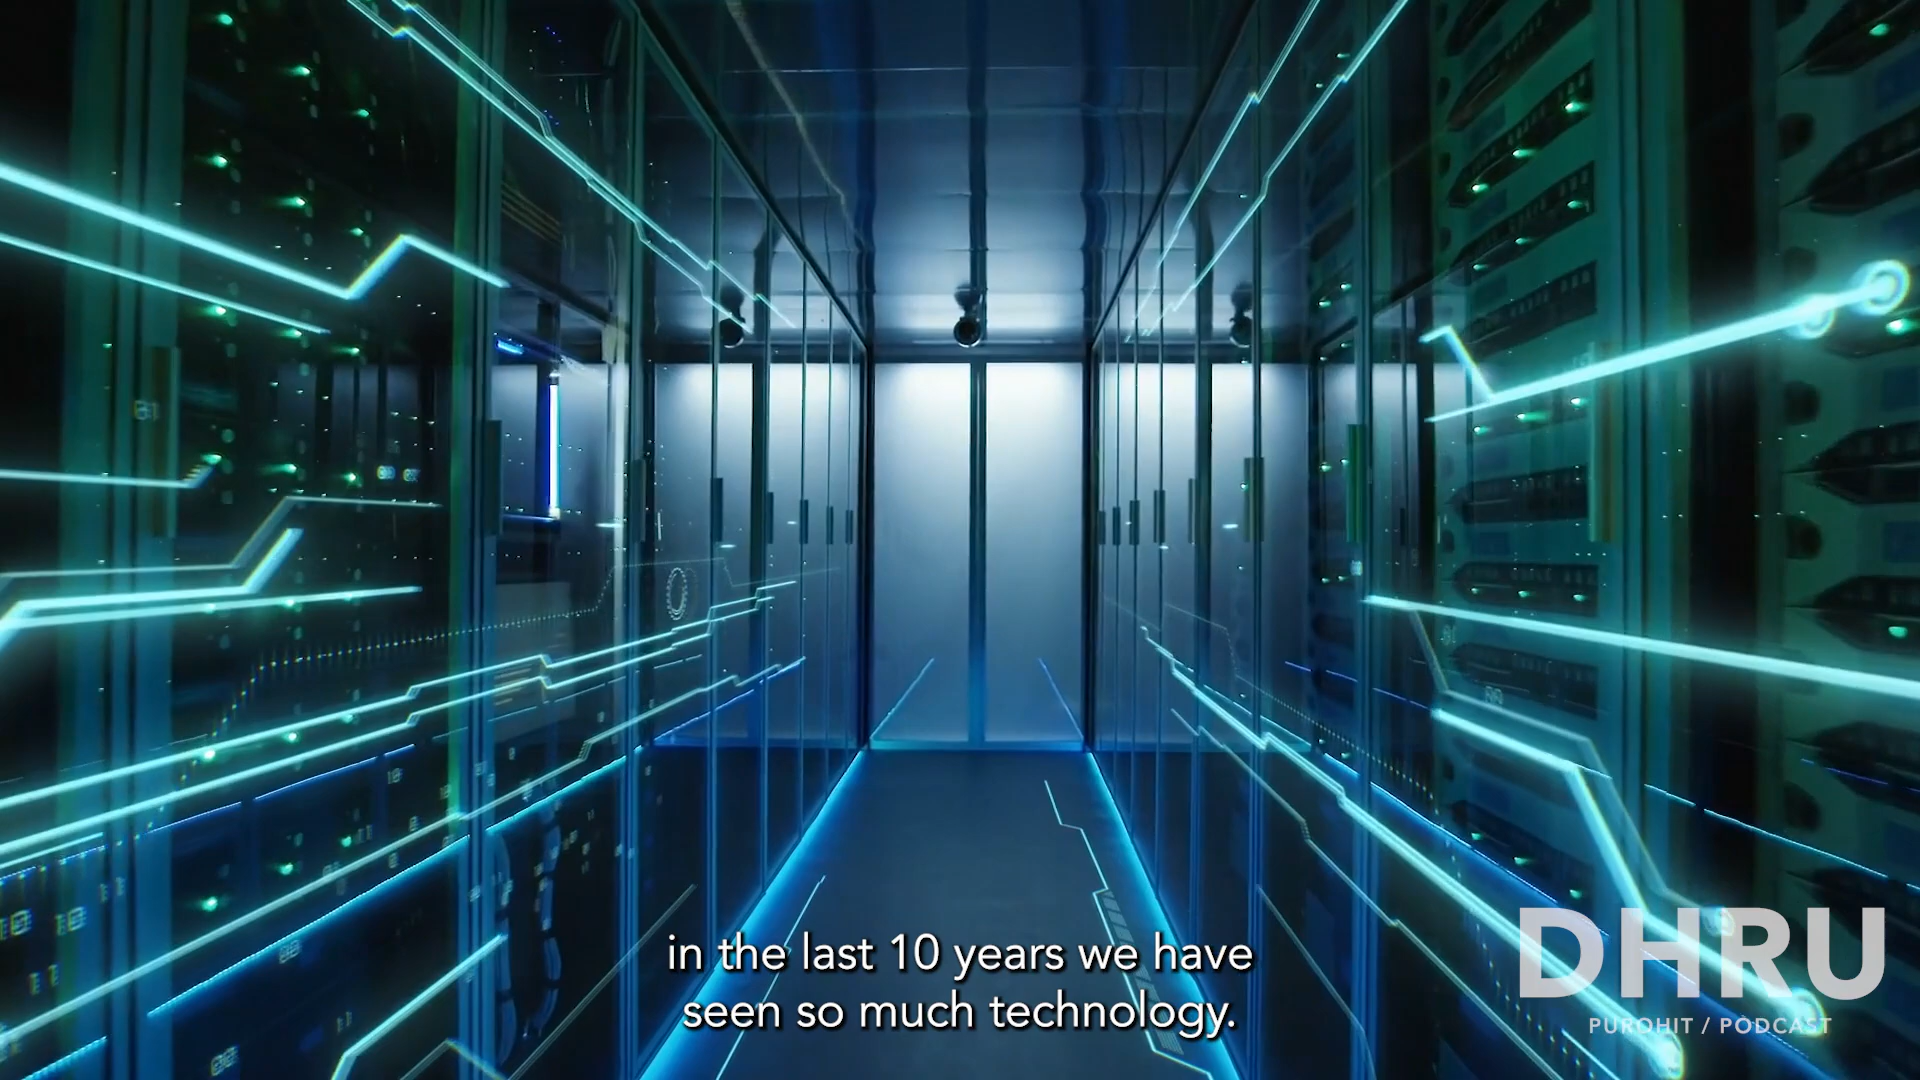 in the last 10 years we have
seen so much technology.
DHRU
PUROHIT / PODCAST